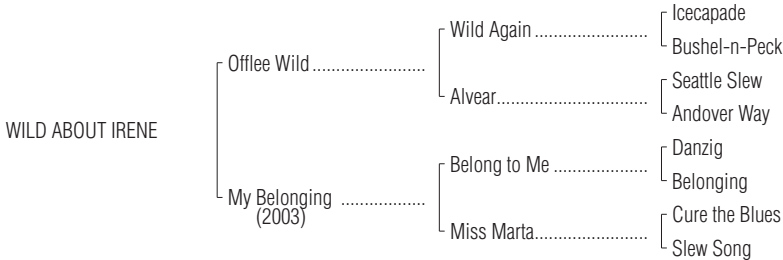 Icecapade
Wild Again
Bushel-n-Peck
Offlee Wild
Seattle Slew
Alvear
Andover Way
WILD ABOUT IRENE
Danzig
Belong to Me
Belonging
My Belonging
(2003)
Cure the Blues
Miss Marta
Slew Song